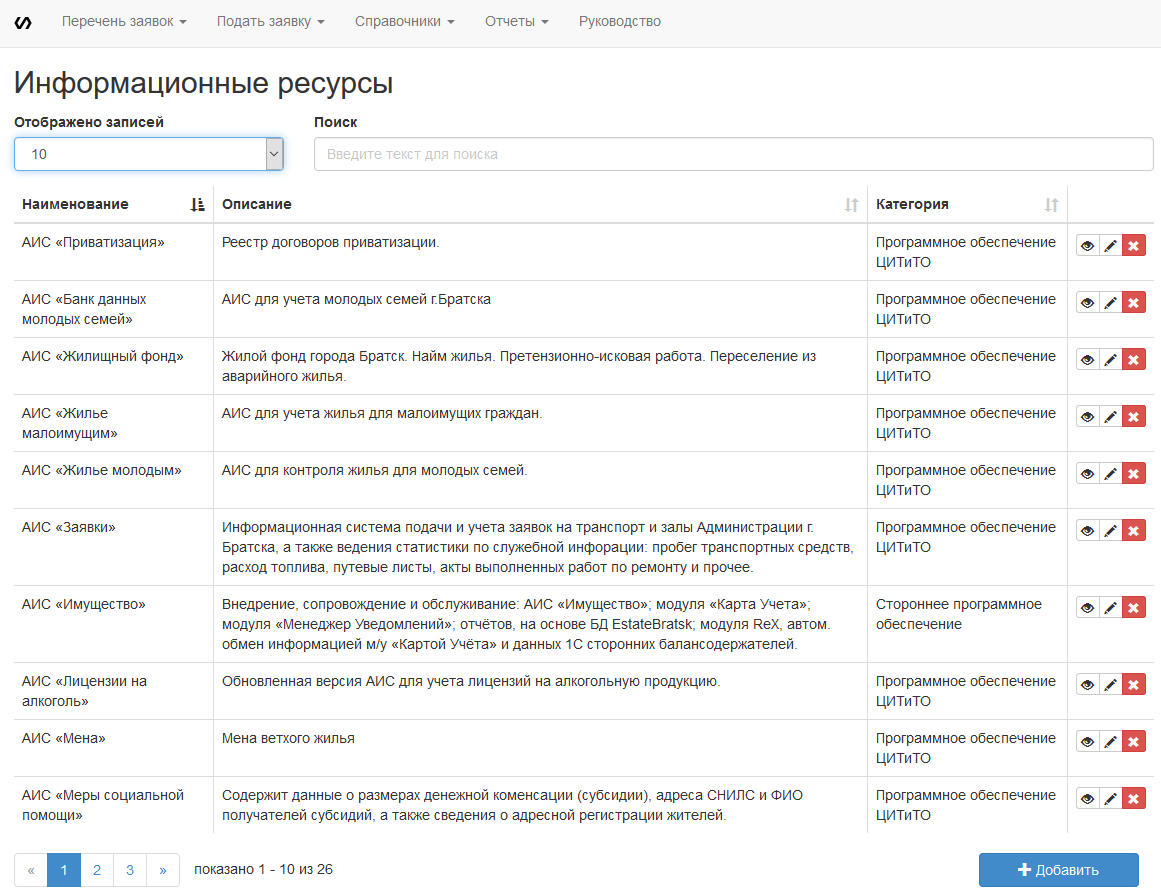 Перечень заявок Подать заявку Справочники Отчеты Руководство
Информационные ресурсы
Отображено записей Поиск
10 Введите текст для поиска
Наименование Описание Категория
АИС «Приватизация» Реестр договоров приватизации. Программное обеспечение
ЦИТиТО
АИС «Банк данных АИС для учета молодых семей г.Братска Программное обеспечение
молодых семей» ЦИТиТО
АИС «Жилищный фонд» Жилой фонд города Братск. Найм жилья. Претензионно-исковая работа. Переселение из Программное обеспечение
аварийного жилья. ЦИТиТО
АИС «Жилье АИС для учета жилья для малоимущих граждан. Программное обеспечение
малоимущим» ЦИТиТО
АИС «Жилье молодым» АИС для контроля жилья для молодых семей. Программное обеспечение
ЦИТиТО
АИС «Заявки» Информационная система подачи и учета заявок на транспорт и залы Администрации г. Программное обеспечение
Братска, а также ведения статистики по служебной инфорации: пробег транспортных средств, ЦИТиТО
расход топлива, путевые листы, акты выполненных работ по ремонту и прочее.
АИС «Имущество» Внедрение, сопровождение и обслуживание: АИС «Имущество»; модуля «Карта Учета»; Стороннее программное
модуля «Менеджер Уведомлений»; отчётов, на основе БД EstateBratsk; модуля ReX, автом. обеспечение
обмен информацией м/у «Картой Учёта» и данных 1С сторонних балансодержателей.
АИС «Лицензии на Обновленная версия АИС для учета лицензий на алкогольную продукцию. Программное обеспечение
алкоголь» ЦИТиТО
АИС «Мена» Мена ветхого жилья Программное обеспечение
ЦИТиТО
АИС «Меры социальной Содержит данные о размерах денежной коменсации (субсидии), адреса СНИЛС и ФИО Программное обеспечение
помощи» получателей субсидий, а также сведения о адресной регистрации жителей. ЦИТиТО
« 1 2 3 » показано 1 - 10 из 26 Добавить